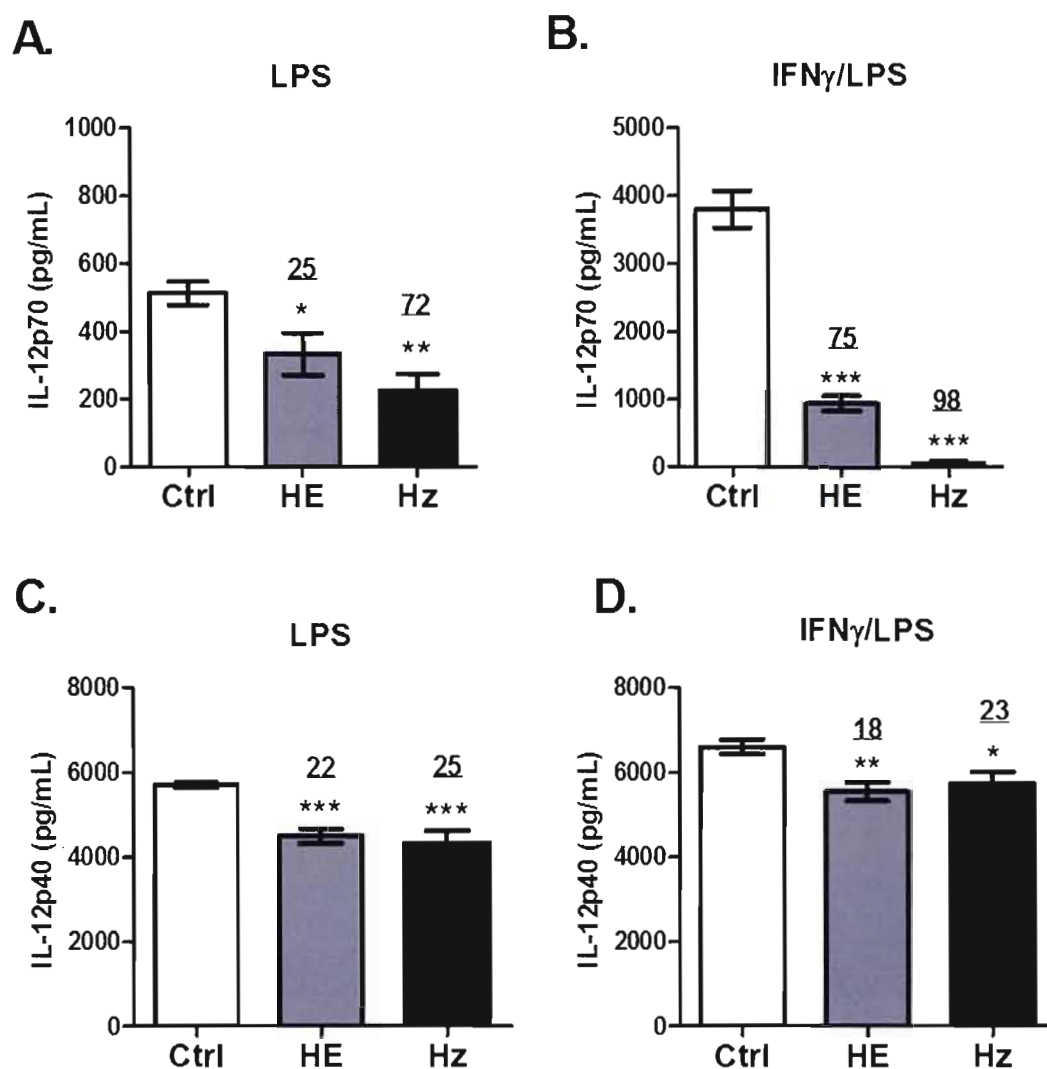 A.
LPS
IL-12p70 (pg/mL)
1000
800
600
400
200
0
25
*
72
**
Ctrl HE Hz
B.
IFNγ/LPS
IL-12p70 (pg/mL)
5000
4000
3000
2000
1000
0
75
***
98
***
Ctrl HE Hz
C.
LPS
IL-12p40 (pg/mL)
8000
6000
4000
2000
0
22
***
25
***
Ctrl HE Hz
D.
IFNγ/LPS
IL-12p40 (pg/mL)
8000
6000
4000
2000
0
18
**
23
*
Ctrl HE Hz